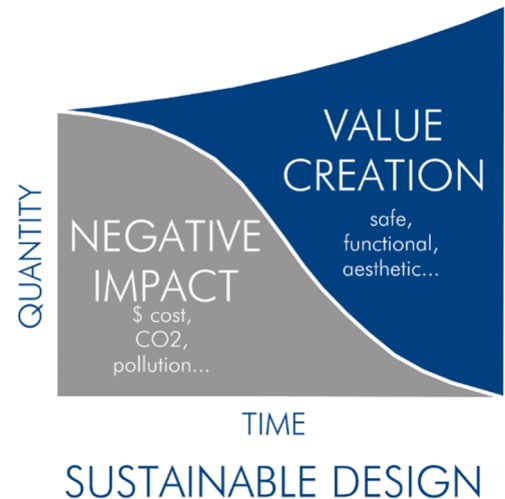 VALUE
CREATION
safe,
functional,
aesthetic...
NEGATIVE
IMPACT
$ cost,
CO2,
pollution...
QUANTITY
TIME
SUSTAINABLE DESIGN